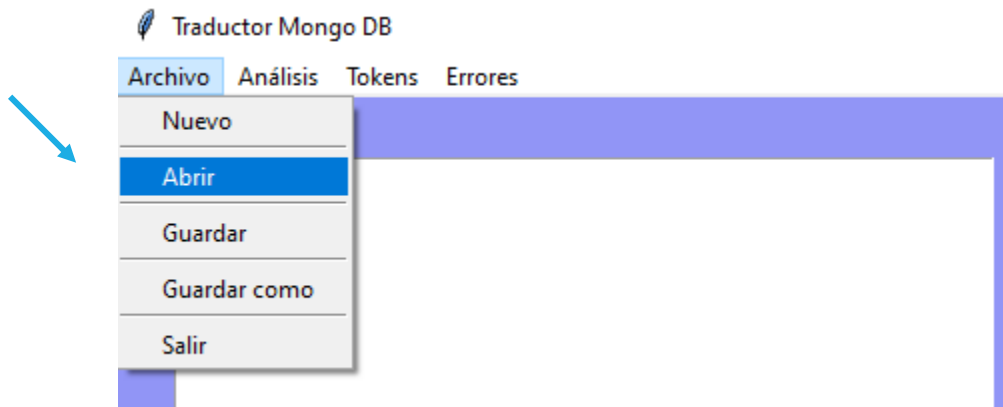 Traductor Mongo DB
Archivo Análisis Tokens Errores
Nuevo
Abrir
Guardar
Guardar como
Salir